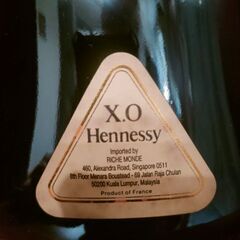 X.O
Hennessy
Imported by
RICHE MONDE
460, Alexandra Road, Singapore 0511
8th Floor Menara Boustead - 69 Jalan Raja Chulan
50200 Kuala Lumpur, Malaysia
Product of France